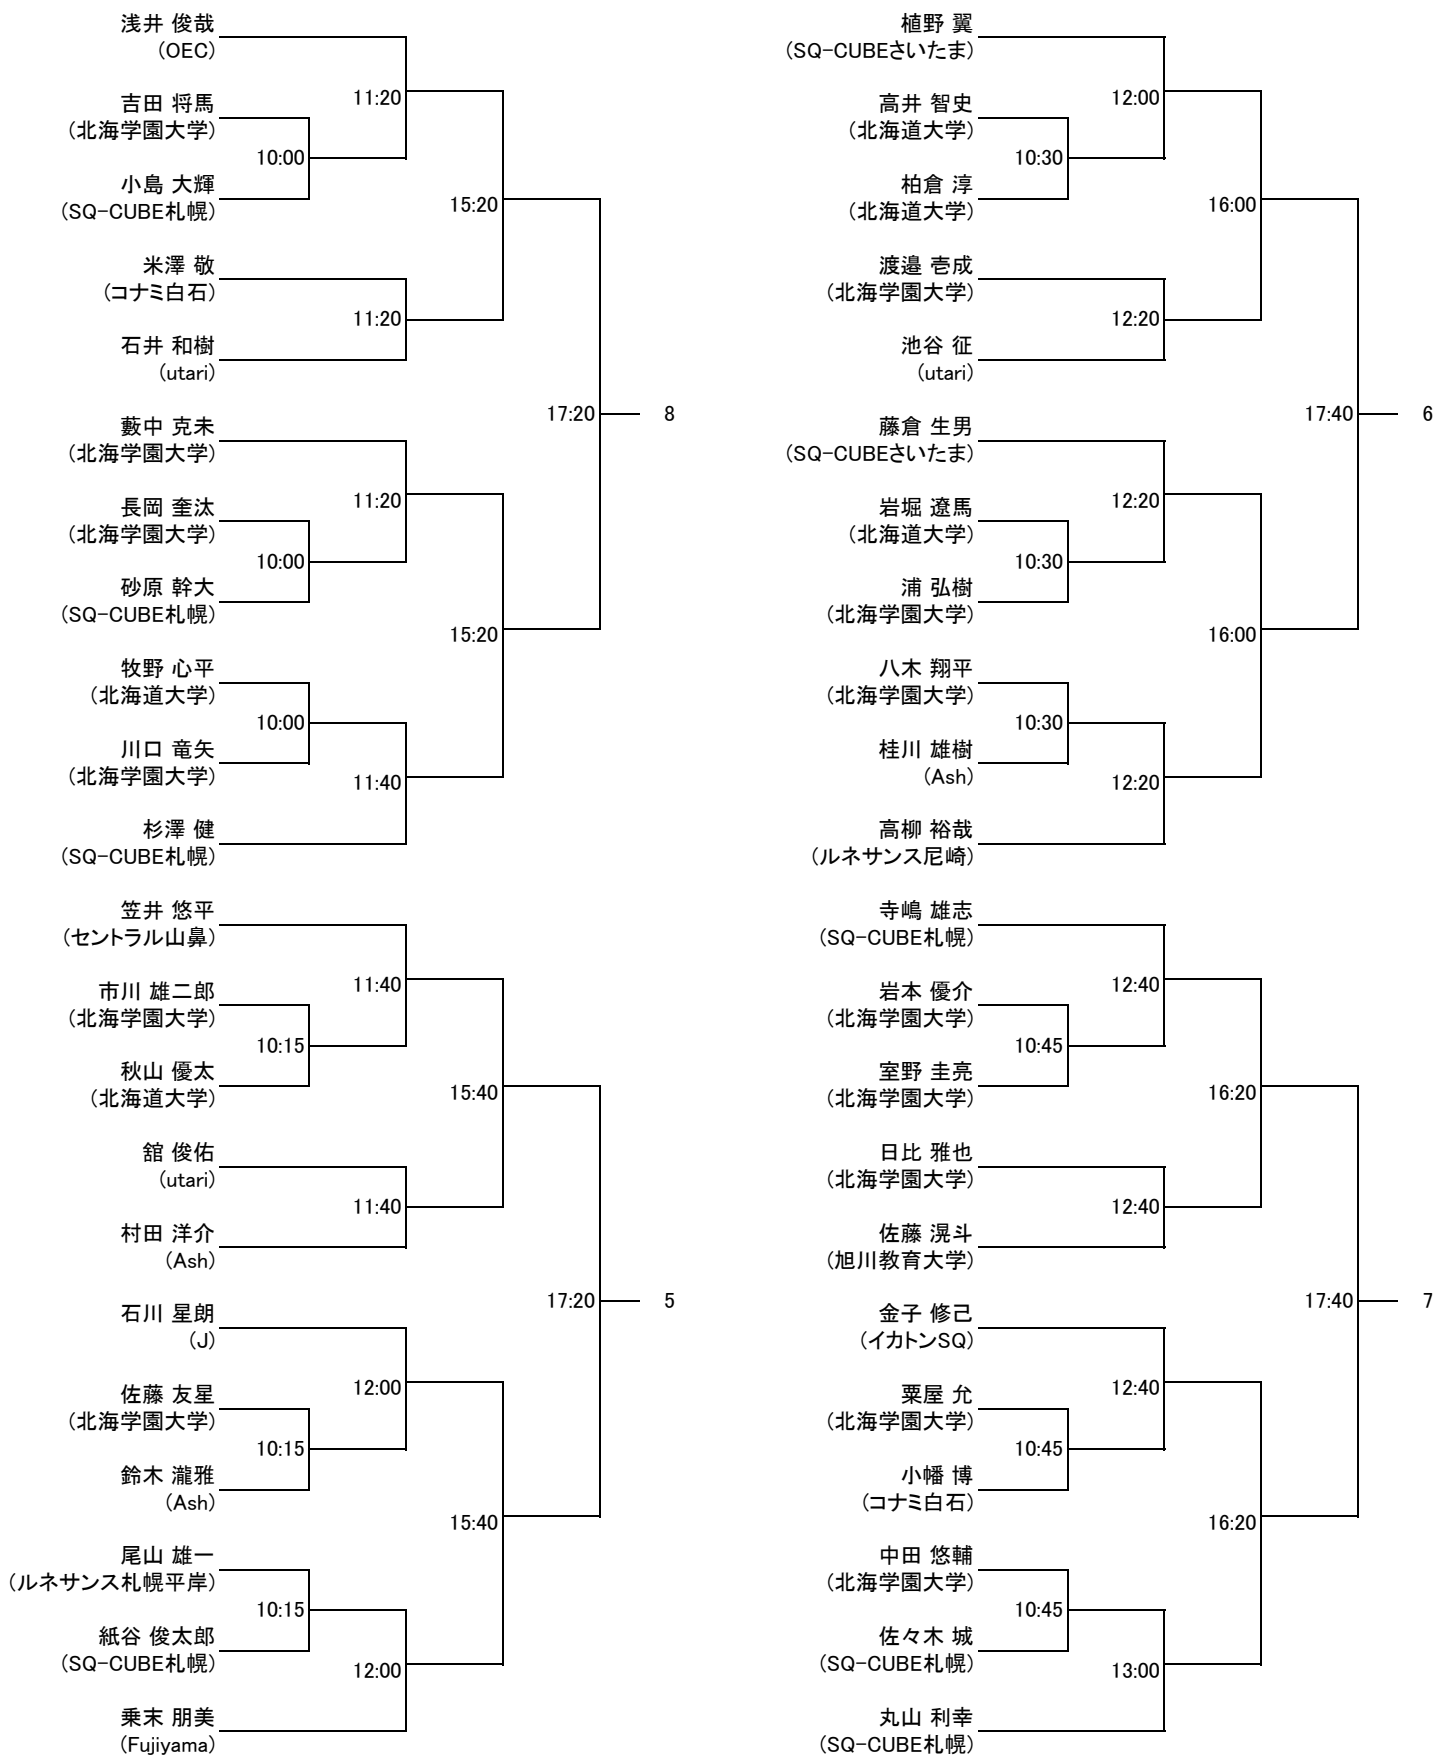 浅井 俊哉
(OEC)
11:20
吉田 将馬
(北海学園大学)
10:00
小島 大輝
(SQ-CUBE札幌)
15:20
米澤 敬
(コナミ白石)
11:20
石井 和樹
(utari)
17:20
8
藪中 克未
(北海学園大学)
11:20
長岡 奎汰
(北海学園大学)
10:00
砂原 幹大
(SQ-CUBE札幌)
15:20
牧野 心平
(北海道大学)
10:00
川口 竜矢
(北海学園大学)
11:40
杉澤 健
(SQ-CUBE札幌)
笠井 悠平
(セントラル山鼻)
11:40
市川 雄二郎
(北海学園大学)
10:15
秋山 優太
(北海道大学)
15:40
舘 俊佑
(utari)
11:40
村田 洋介
(Ash)
17:20
5
石川 星朗
(J)
12:00
佐藤 友星
(北海学園大学)
10:15
鈴木 瀧雅
(Ash)
15:40
尾山 雄一
(ルネサンス札幌平岸)
10:15
紙谷 俊太郎
(SQ-CUBE札幌)
12:00
乗末 朋美
(Fujiyama)
植野 翼
(SQ-CUBEさいたま)
12:00
高井 智史
(北海道大学)
10:30
柏倉 淳
(北海道大学)
16:00
渡邉 壱成
(北海学園大学)
12:20
池谷 征
(utari)
17:40
6
藤倉 生男
(SQ-CUBEさいたま)
12:20
岩堀 遼馬
(北海道大学)
10:30
浦 弘樹
(北海学園大学)
16:00
八木 翔平
(北海学園大学)
10:30
桂川 雄樹
(Ash)
12:20
高柳 裕哉
(ルネサンス尼崎)
寺嶋 雄志
(SQ-CUBE札幌)
12:40
岩本 優介
(北海学園大学)
10:45
室野 圭亮
(北海学園大学)
16:20
日比 雅也
(北海学園大学)
12:40
佐藤 滉斗
(旭川教育大学)
17:40
7
金子 修己
(イカトンSQ)
12:40
粟屋 允
(北海学園大学)
10:45
小幡 博
(コナミ白石)
16:20
中田 悠輔
(北海学園大学)
10:45
佐々木 城
(SQ-CUBE札幌)
13:00
丸山 利幸
(SQ-CUBE札幌)